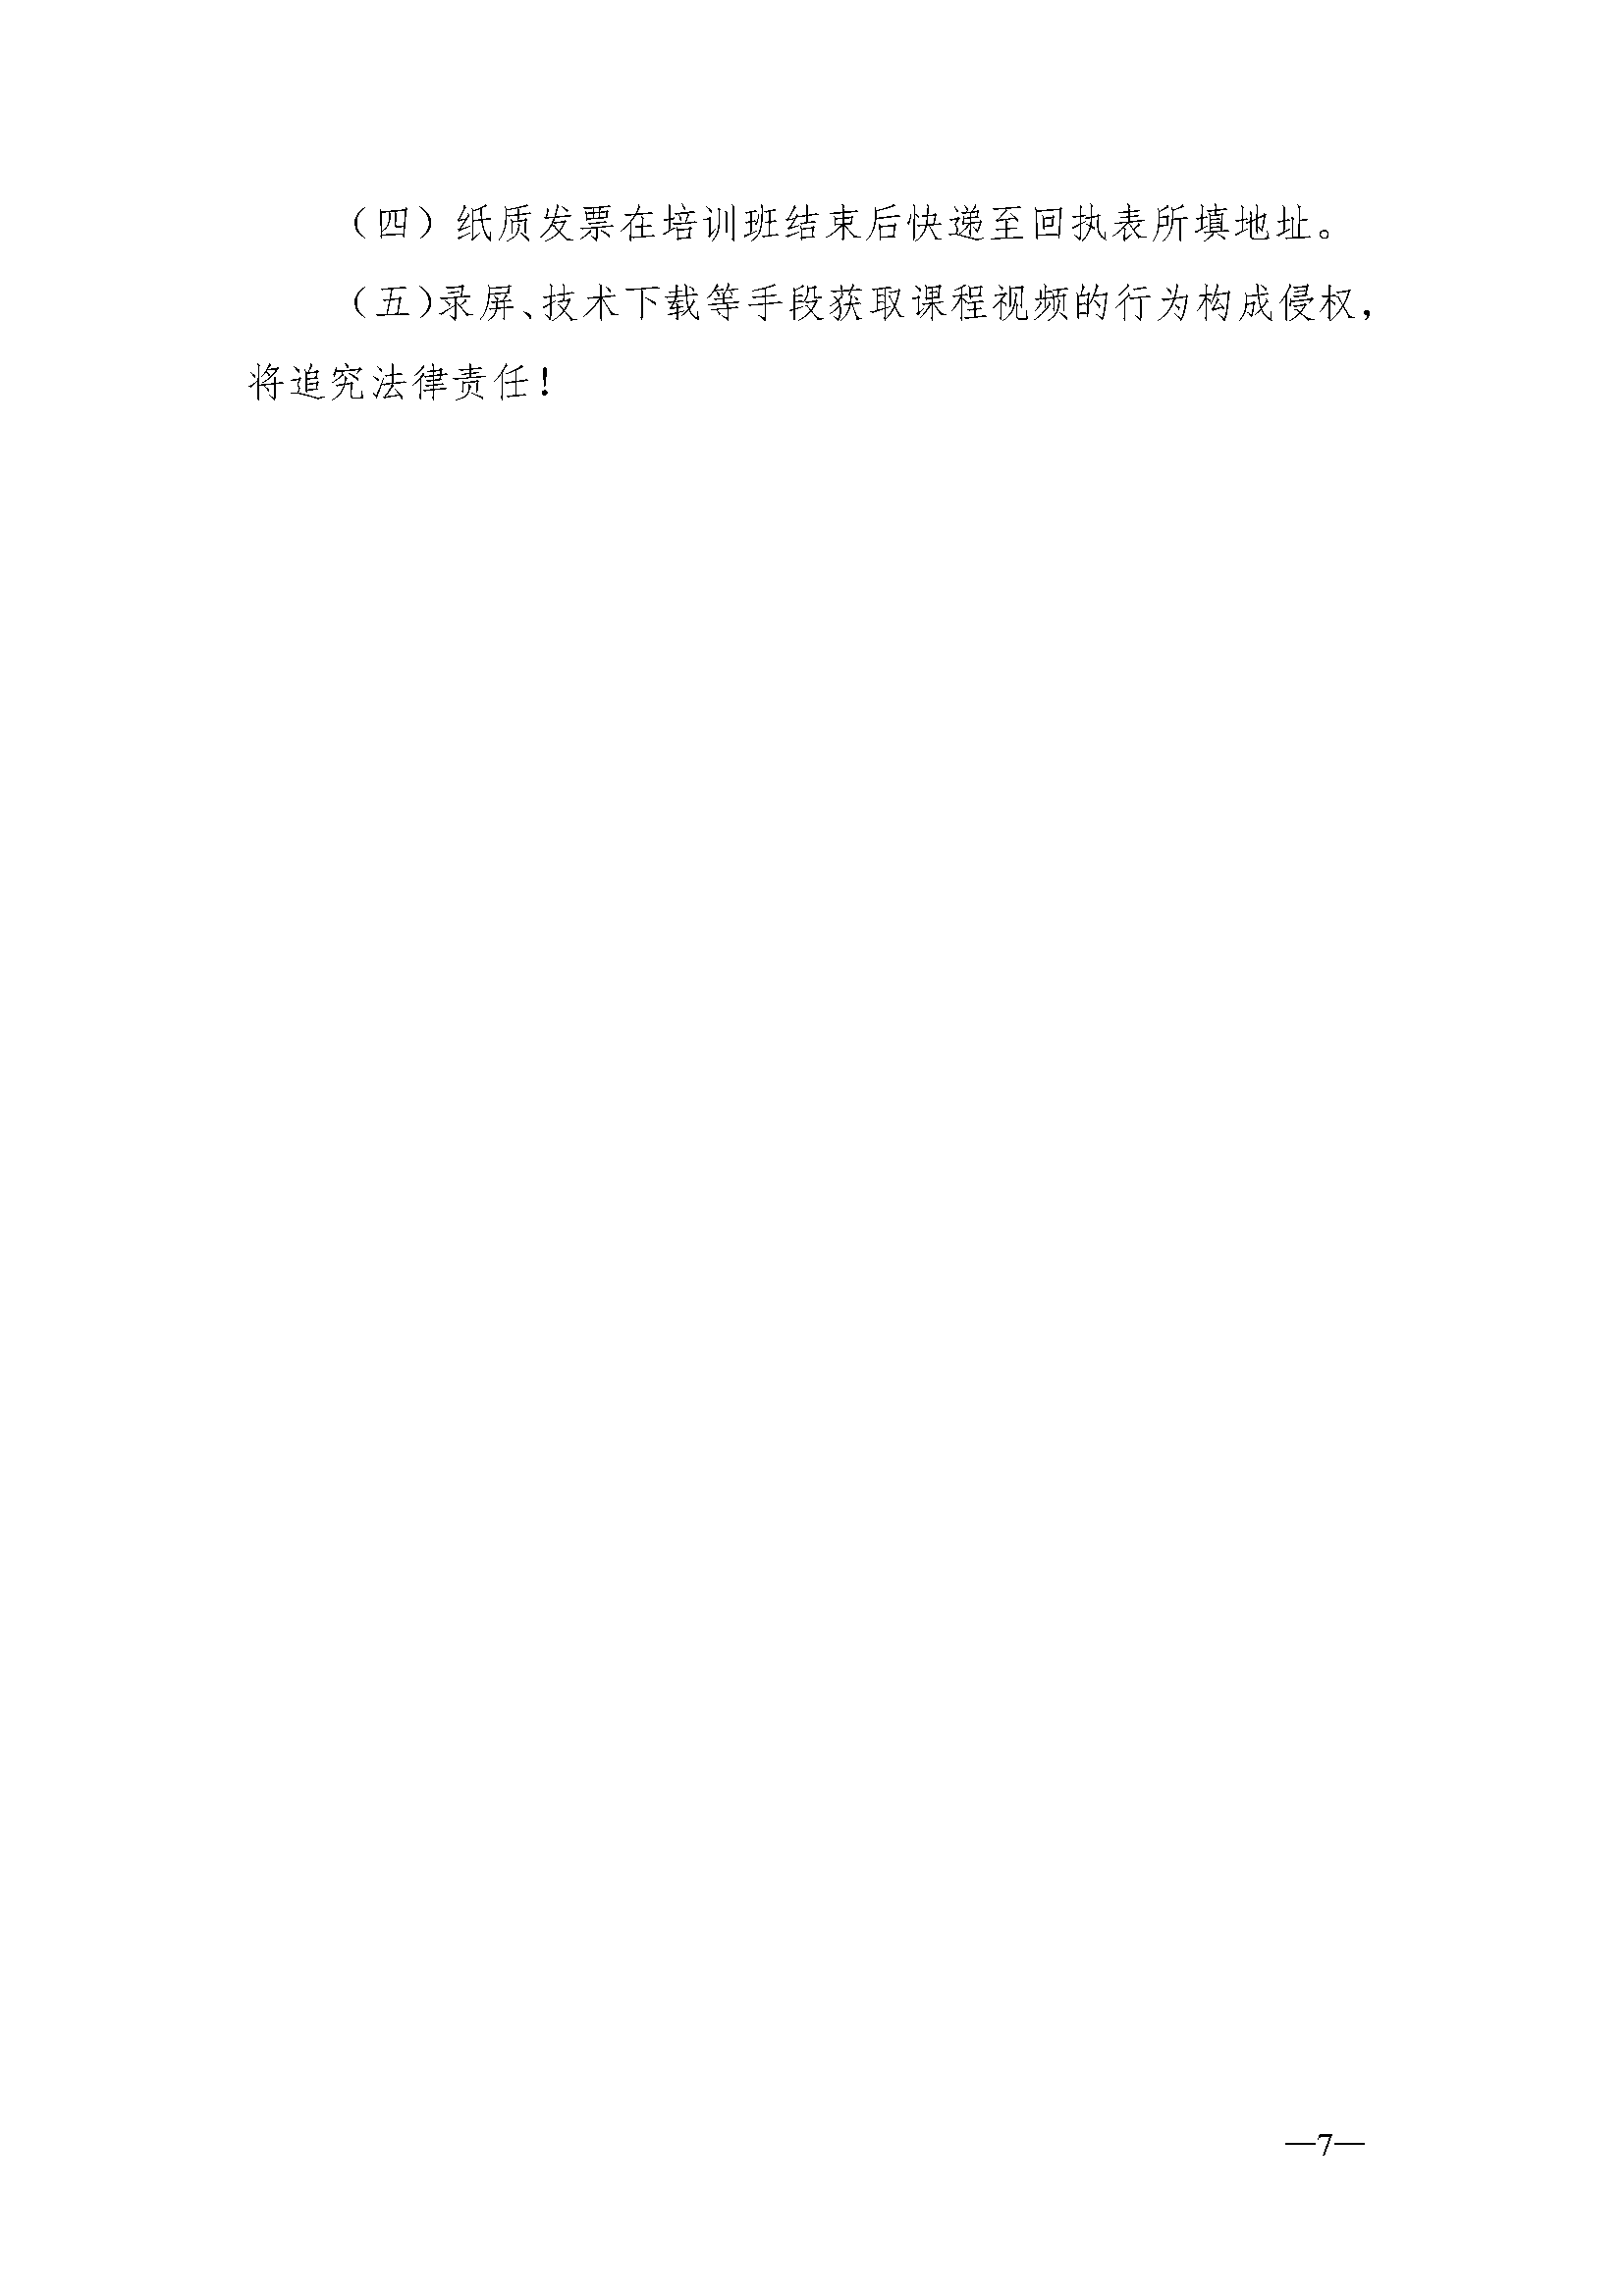 （四）纸质发票在培训班结束后快递至回执表所填地址。
（五）录屏、技术下载等手段获取课程视频的行为构成侵权，
将追究法律责任！
—7—